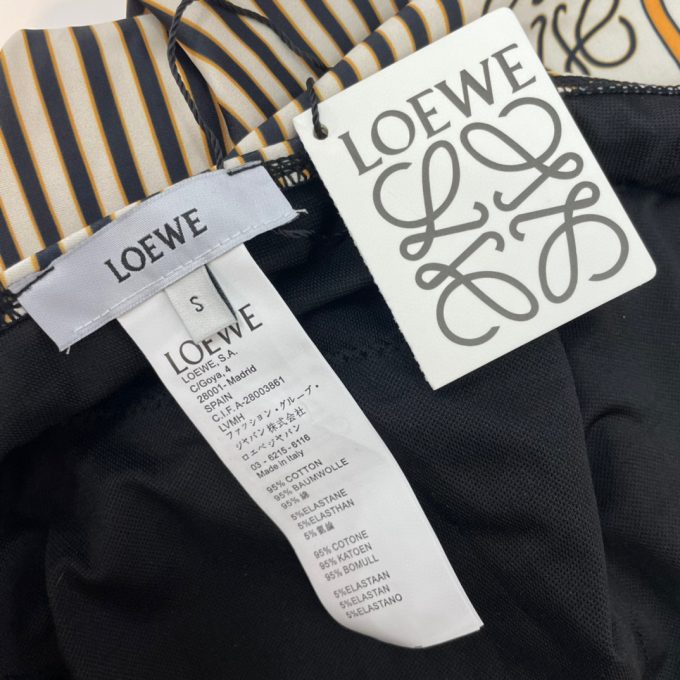 LOEWE
LOEWE
S
LOEWE
LOEWE, S.A.
C/Goya, 4
28001- Madrid
SPAIN
C.I.F.A-28003861
LVMH
ファッション・グループ・
ジャパン株式会社
ロエベジャパン
03 - 6215-6116
Made in Italy
95% COTTON
95% BAUMWOLLE
95% 綿
5%ELASTANE
5%ELASTHAN
95% COTONE
95% KATOEN
95% BOMULL
5%ELASTAAN
5%ELASTAN
5%ELASTANO